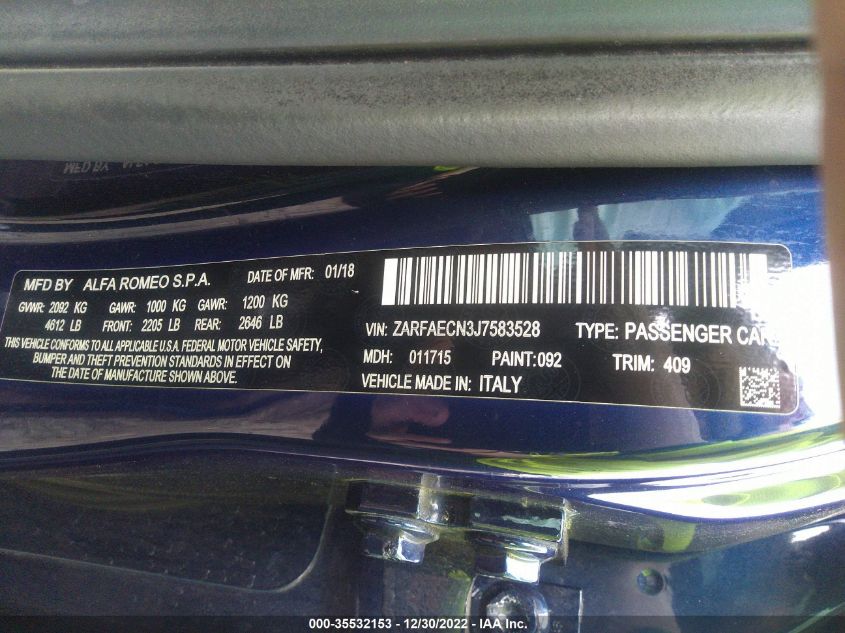 MFD BY ALFA ROMEO S.P.A. DATE OF MFR: 01/18
GVWR: 2092 KG GAWR: 1000 KG GAWR: 1200 KG
4612 LB FRONT: 2205 LB REAR: 2646 LB
THIS VEHICLE CONFORMS TO ALL APPLICABLE U.S.A. FEDERAL MOTOR VEHICLE SAFETY,
BUMPER AND THEFT PREVENTION STANDARDS IN EFFECT ON
THE DATE OF MANUFACTURE SHOWN ABOVE.
VIN: ZARFAECN3J7583528 TYPE: PASSENGER CAR
MDH: 011715 PAINT:092 TRIM: 409
VEHICLE MADE IN: ITALY
000-35532153 - 12/30/2022 - IAA Inc.